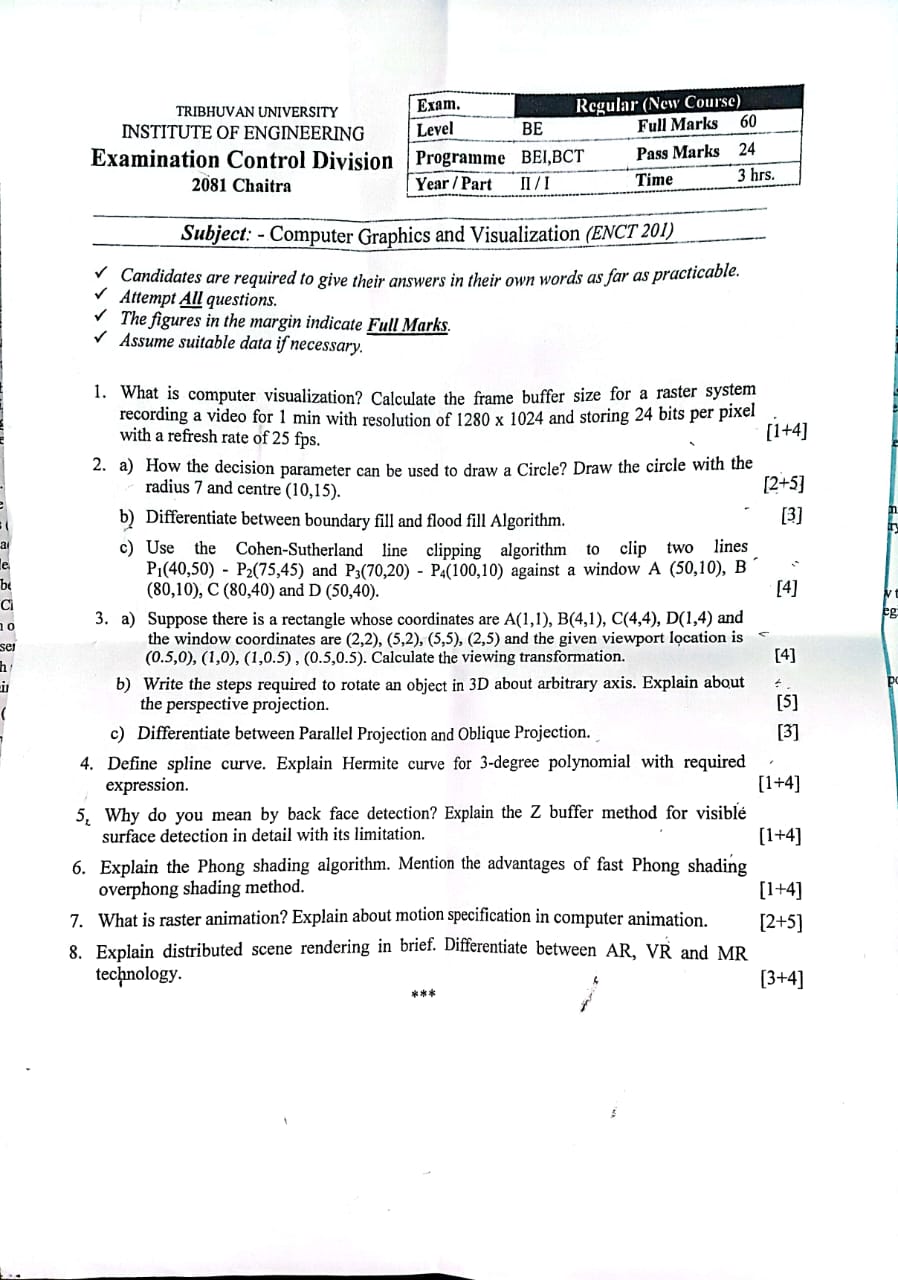 TRIBHUVAN UNIVERSITY
INSTITUTE OF ENGINEERING
Examination Control Division
2081 Chaitra
Exam. Regular (New Course)
Level BE Full Marks 60
Programme BEI,BCT Pass Marks 24
Year / Part II / I Time 3 hrs.
Subject: - Computer Graphics and Visualization (ENCT 201)
✓ Candidates are required to give their answers in their own words as far as practicable.
✓ Attempt All questions.
✓ The figures in the margin indicate Full Marks.
✓ Assume suitable data if necessary.
1. What is computer visualization? Calculate the frame buffer size for a raster system
recording a video for 1 min with resolution of 1280 x 1024 and storing 24 bits per pixel
with a refresh rate of 25 fps. [1+4]
2. a) How the decision parameter can be used to draw a Circle? Draw the circle with the
radius 7 and centre (10,15). [2+5]
b) Differentiate between boundary fill and flood fill Algorithm. [3]
c) Use the Cohen-Sutherland line clipping algorithm to clip two lines
P₁(40,50) - P₂(75,45) and P₃(70,20) - P₄(100,10) against a window A (50,10), B
(80,10), C (80,40) and D (50,40). [4]
3. a) Suppose there is a rectangle whose coordinates are A(1,1), B(4,1), C(4,4), D(1,4) and
the window coordinates are (2,2), (5,2), (5,5), (2,5) and the given viewport location is
(0.5,0), (1,0), (1,0.5) , (0.5,0.5). Calculate the viewing transformation. [4]
b) Write the steps required to rotate an object in 3D about arbitrary axis. Explain about
the perspective projection. [5]
c) Differentiate between Parallel Projection and Oblique Projection. [3]
4. Define spline curve. Explain Hermite curve for 3-degree polynomial with required
expression. [1+4]
5. Why do you mean by back face detection? Explain the Z buffer method for visible
surface detection in detail with its limitation. [1+4]
6. Explain the Phong shading algorithm. Mention the advantages of fast Phong shading
overphong shading method. [1+4]
7. What is raster animation? Explain about motion specification in computer animation. [2+5]
8. Explain distributed scene rendering in brief. Differentiate between AR, VR and MR
technology. [3+4]
***